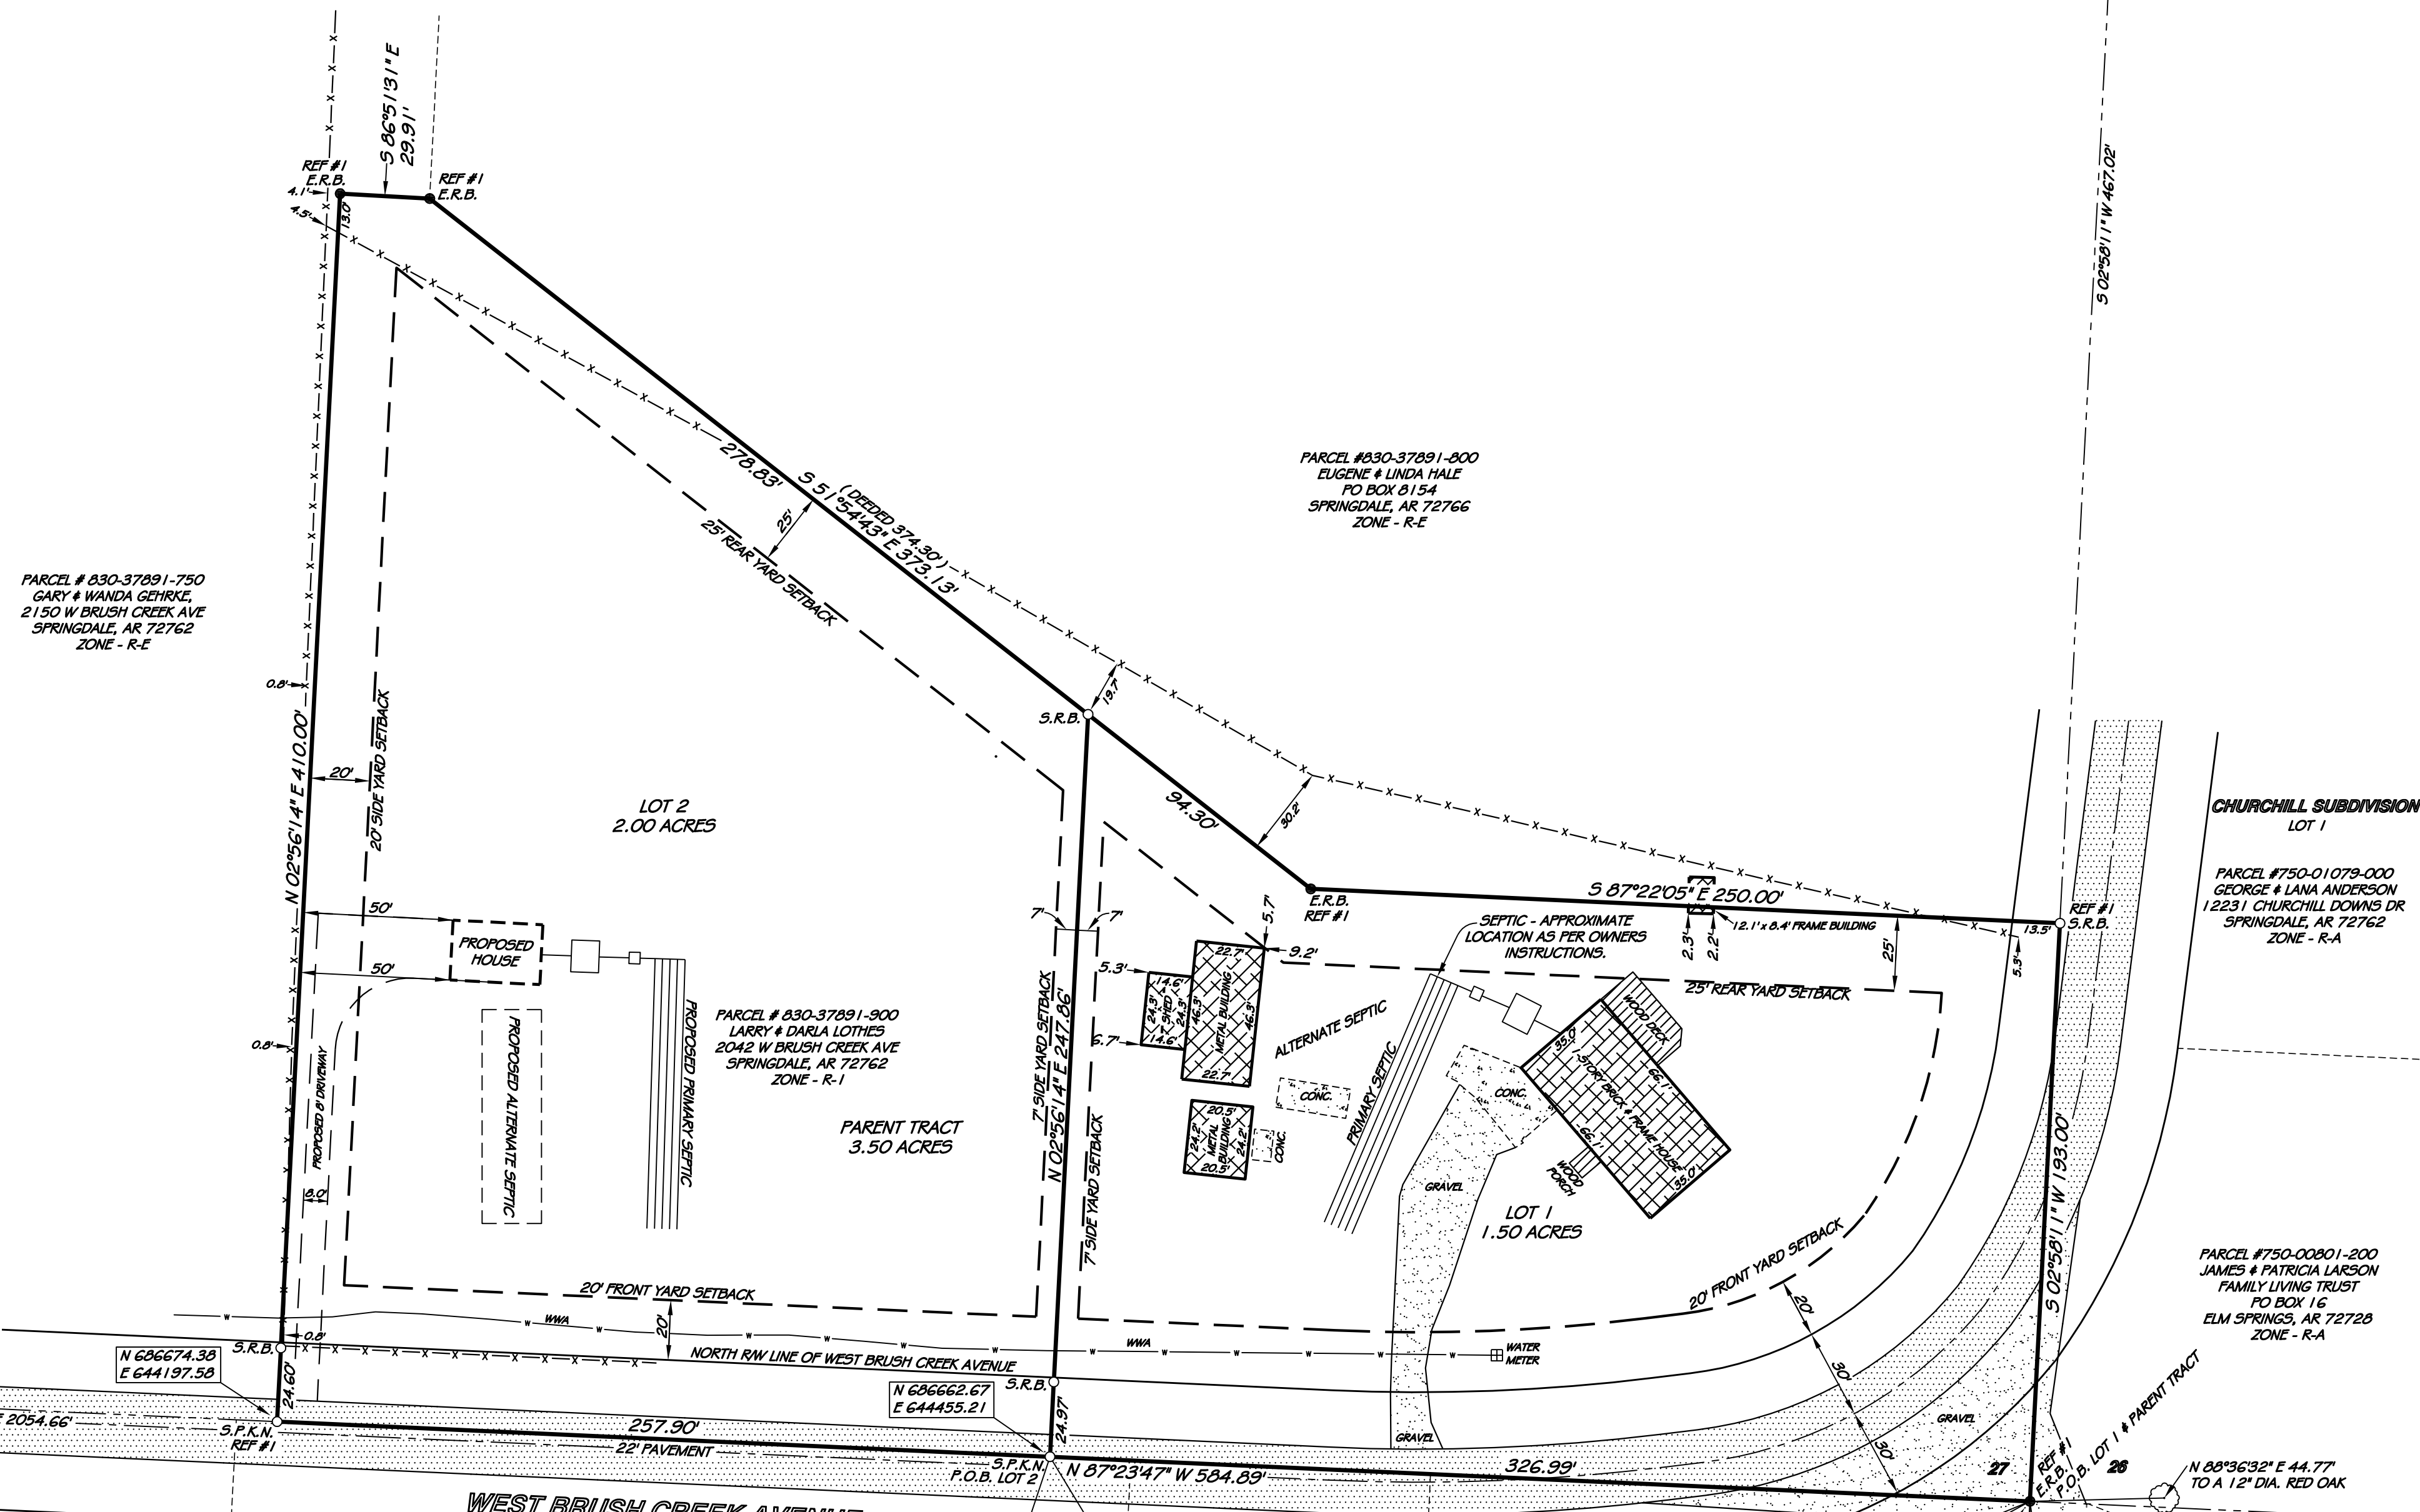 S 86°51'31" E
29.91'
REF #1
E.R.B.
REF #1
E.R.B.
4.1'
4.5'
13.0'
S 02°58'11" W 467.02'
278.83'
( DEEDED 374.30' )
S 51°54'43" E 373.13'
25'
25' REAR YARD SETBACK
PARCEL #830-37891-800
EUGENE & LINDA HALE
PO BOX 8154
SPRINGDALE, AR 72766
ZONE - R-E
PARCEL # 830-37891-750
GARY & WANDA GEHRKE,
2150 W BRUSH CREEK AVE
SPRINGDALE, AR 72762
ZONE - R-E
0.8'
N 02°56'14" E 410.00'
20'
20' SIDE YARD SETBACK
S.R.B.
19.7'
94.30'
30.2'
LOT 2
2.00 ACRES
CHURCHILL SUBDIVISION
LOT 1
PARCEL #750-01079-000
GEORGE & LANA ANDERSON
12231 CHURCHILL DOWNS DR
SPRINGDALE, AR 72762
ZONE - R-A
S 87°22'05" E 250.00'
E.R.B.
REF #1
REF #1
S.R.B.
13.5'
5.3'
12.1' x 8.4' FRAME BUILDING
2.3'
2.2'
25'
25' REAR YARD SETBACK
SEPTIC - APPROXIMATE
LOCATION AS PER OWNERS
INSTRUCTIONS.
50'
50'
PROPOSED
HOUSE
7'
7'
5.7'
9.2'
5.3'
6.7'
14.6'
24.3'
SHED
24.3'
14.6'
22.7'
46.3'
METAL BUILDING
46.3'
22.7'
20.5'
24.2'
METAL
BUILDING
24.2'
20.5'
CONC.
CONC.
ALTERNATE SEPTIC
PRIMARY SEPTIC
CONC.
WOOD DECK
35.0'
66.1'
1-STORY BRICK & FRAME HOUSE
66.1'
35.0'
WOOD
PORCH
GRAVEL
0.8'
PROPOSED 8' DRIVEWAY
8.0'
PROPOSED ALTERNATE SEPTIC
PROPOSED PRIMARY SEPTIC
PARCEL # 830-37891-900
LARRY & DARLA LOTHES
2042 W BRUSH CREEK AVE
SPRINGDALE, AR 72762
ZONE - R-1
PARENT TRACT
3.50 ACRES
7' SIDE YARD SETBACK
N 02°56'14" E 247.86'
7' SIDE YARD SETBACK
LOT 1
1.50 ACRES
S 02°58'11" W 193.00'
PARCEL #750-00801-200
JAMES & PATRICIA LARSON
FAMILY LIVING TRUST
PO BOX 16
ELM SPRINGS, AR 72728
ZONE - R-A
20' FRONT YARD SETBACK
20' FRONT YARD SETBACK
20'
20'
30'
30'
W
WWA
W
W
W
W
W
W
W
WWA
W
W
W
W
W
WATER
METER
0.8'
S.R.B.
NORTH R/W LINE OF WEST BRUSH CREEK AVENUE
S.R.B.
N 686674.38
E 644197.58
24.60'
N 686662.67
E 644455.21
24.97'
E 2054.66'
S.P.K.N.
REF #1
257.90'
22' PAVEMENT
S.P.K.N.
P.O.B. LOT 2
N 87°23'47" W 584.89'
326.99'
GRAVEL
GRAVEL
27
26
REF #1
E.R.B.
P.O.B. LOT 1 & PARENT TRACT
N 88°36'32" E 44.77'
TO A 12" DIA. RED OAK
WEST BRUSH CREEK AVENUE